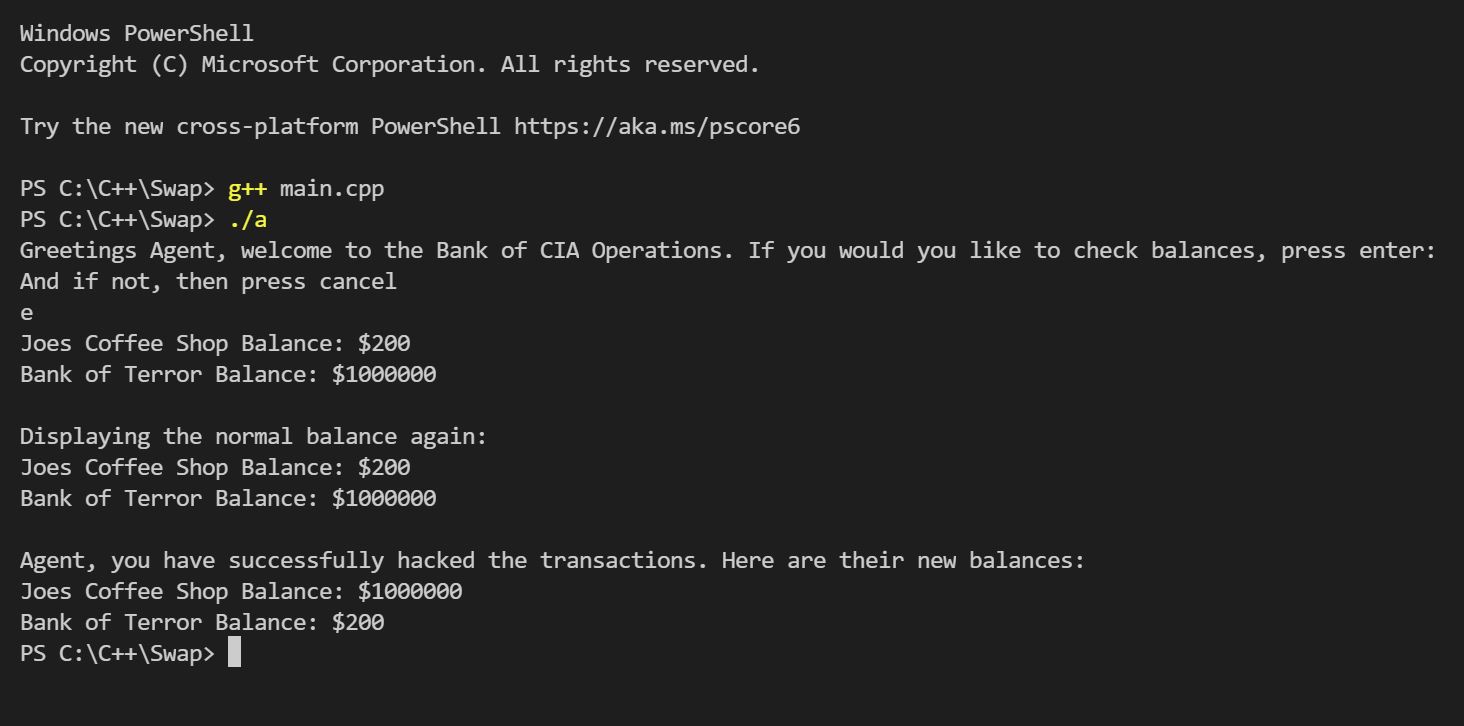 Windows PowerShell
Copyright (C) Microsoft Corporation. All rights reserved.
Try the new cross-platform PowerShell https://aka.ms/pscore6
PS C:\C++\Swap> g++ main.cpp
PS C:\C++\Swap> ./a
Greetings Agent, welcome to the Bank of CIA Operations. If you would you like to check balances, press enter:
And if not, then press cancel
e
Joes Coffee Shop Balance: $200
Bank of Terror Balance: $1000000
Displaying the normal balance again:
Joes Coffee Shop Balance: $200
Bank of Terror Balance: $1000000
Agent, you have successfully hacked the transactions. Here are their new balances:
Joes Coffee Shop Balance: $1000000
Bank of Terror Balance: $200
PS C:\C++\Swap>